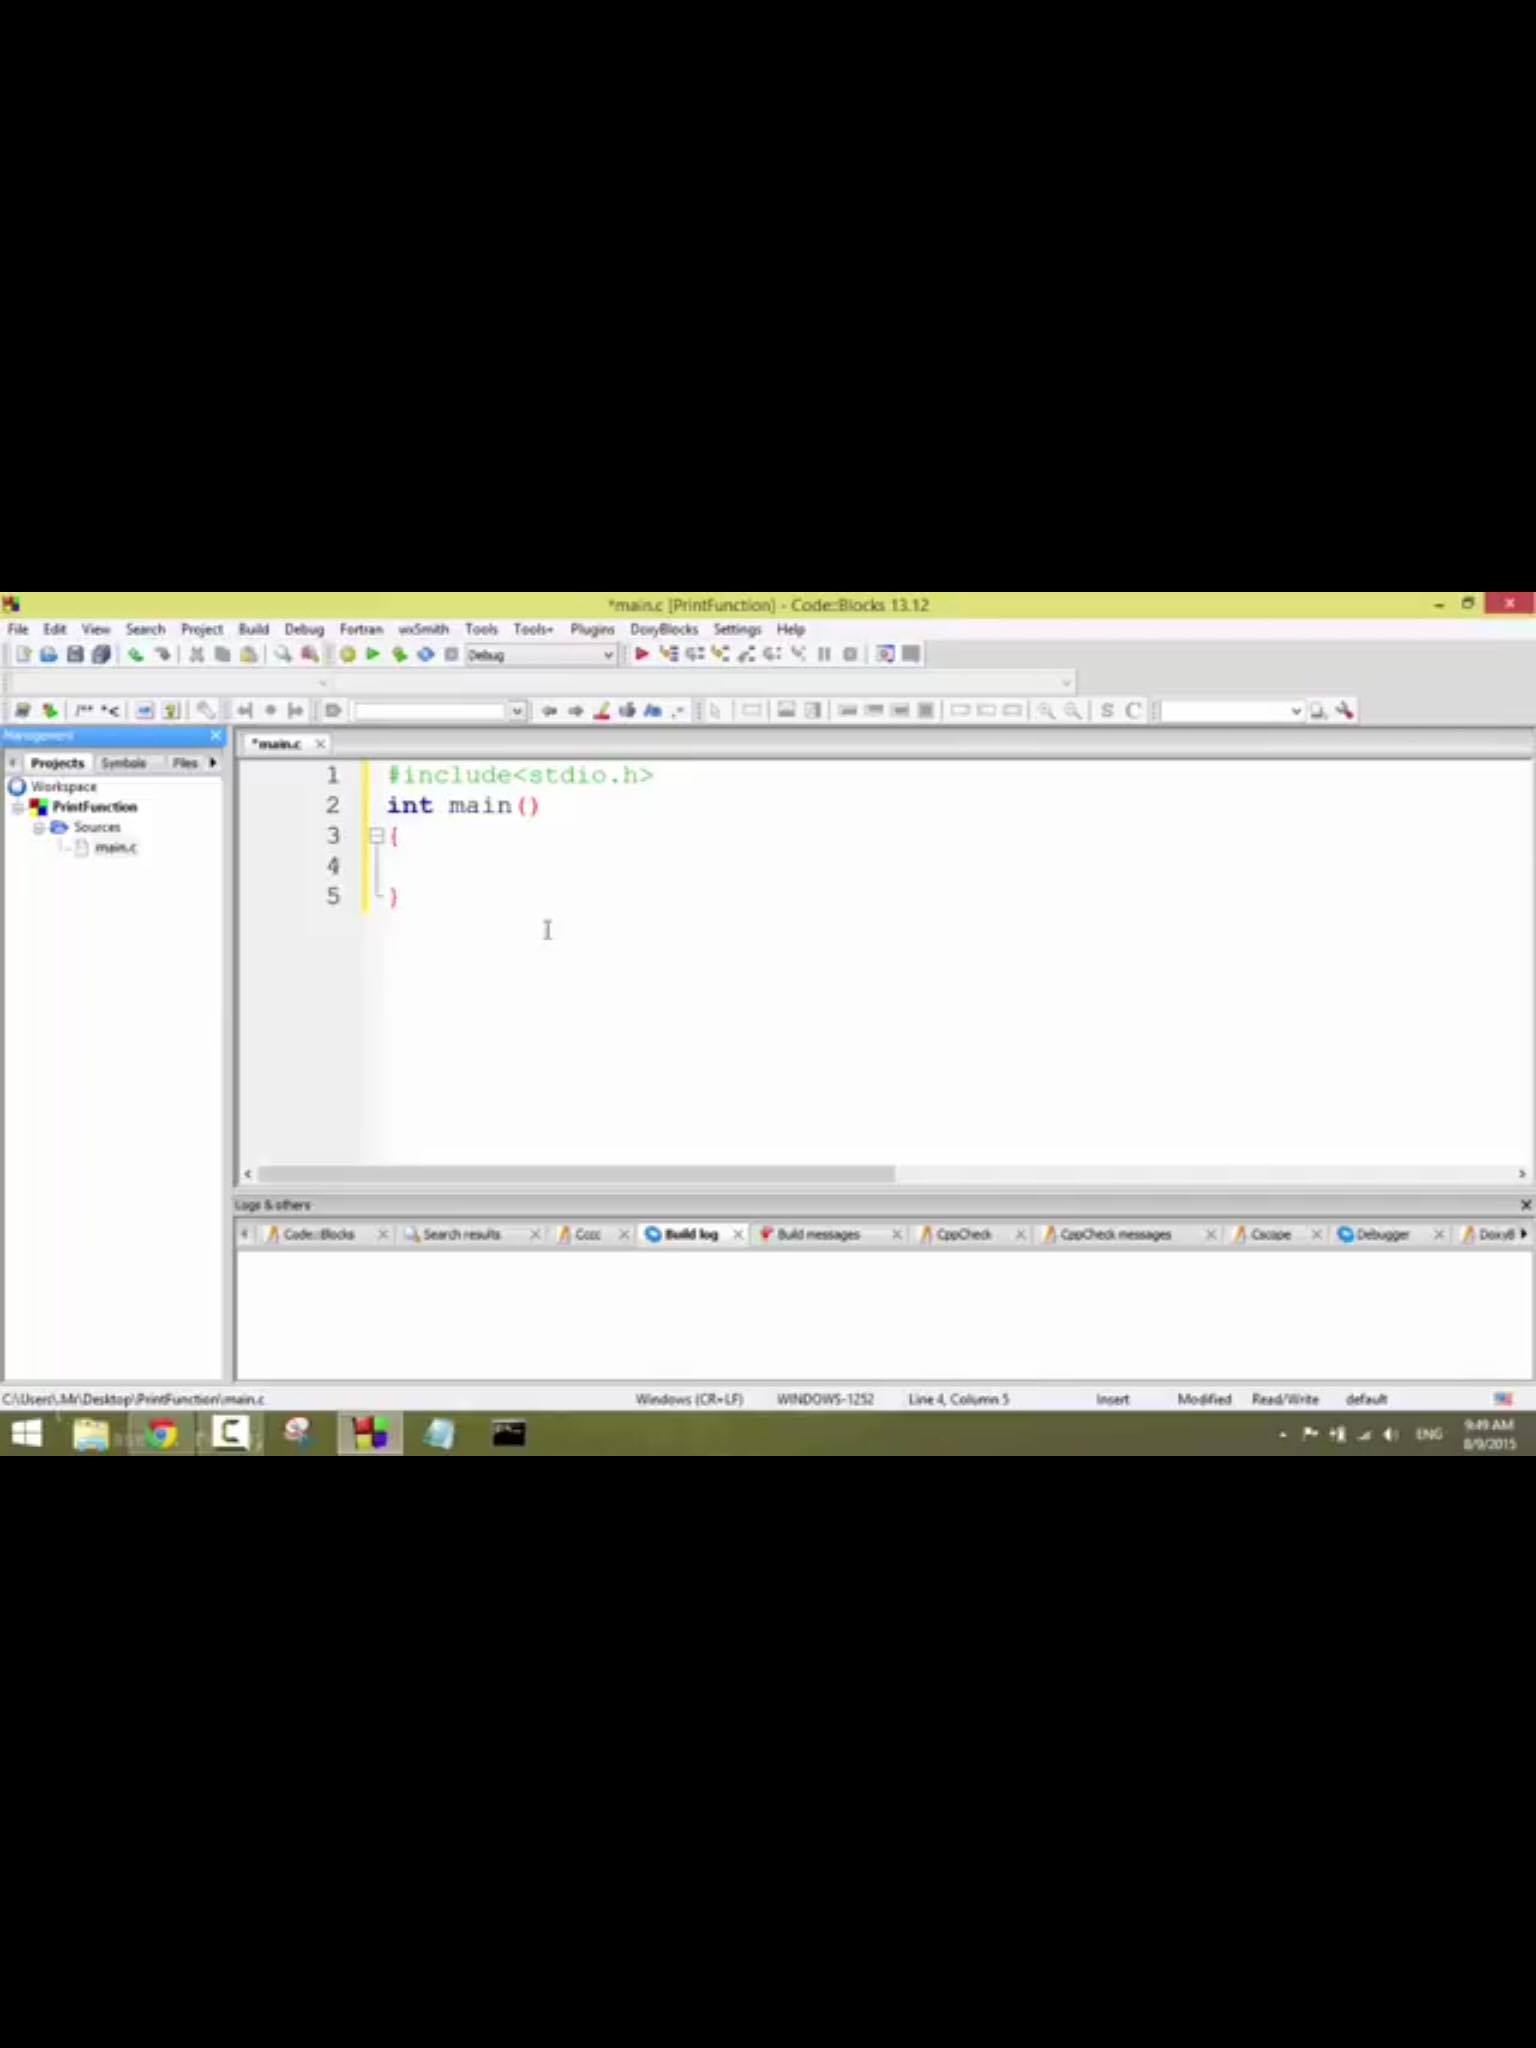 *main.c [PrintFunction] - Code::Blocks 13.12
File Edit View Search Project Build Debug Fortran wxSmith Tools Tools+ Plugins DoxyBlocks Settings Help
Debug
/** *<
S C
Management
*main.c
Projects Symbols Files
Workspace
PrintFunction
Sources
main.c
1 #include<stdio.h>
2 int main()
3 {
4
5 }
Logs & others
Code::Blocks Search results Cccc Build log Build messages CppCheck CppCheck messages Cscope Debugger DoxyB
C:\Users\.Mr\Desktop\PrintFunction\main.c Windows (CR+LF) WINDOWS-1252 Line 4, Column 5 Insert Modified Read/Write default
ENG
9:49 AM
8/9/2015